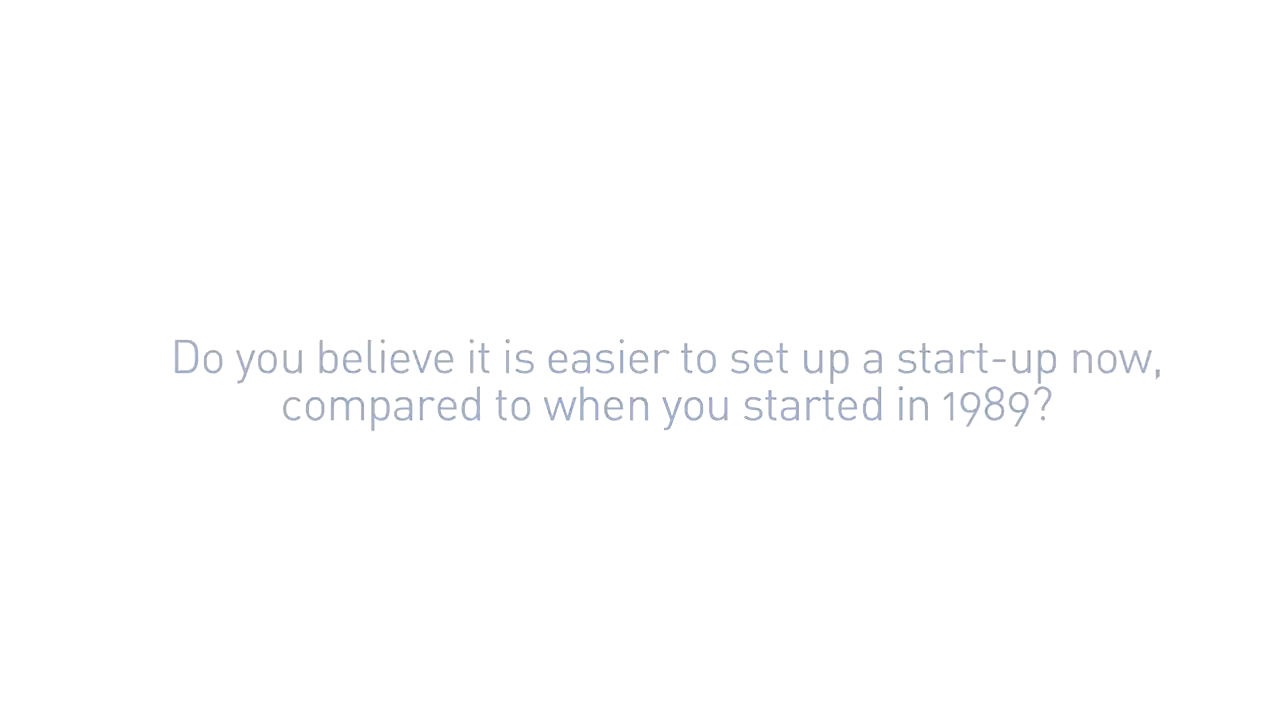 Do you believe it is easier to set up a start-up now,
compared to when you started in 1989?